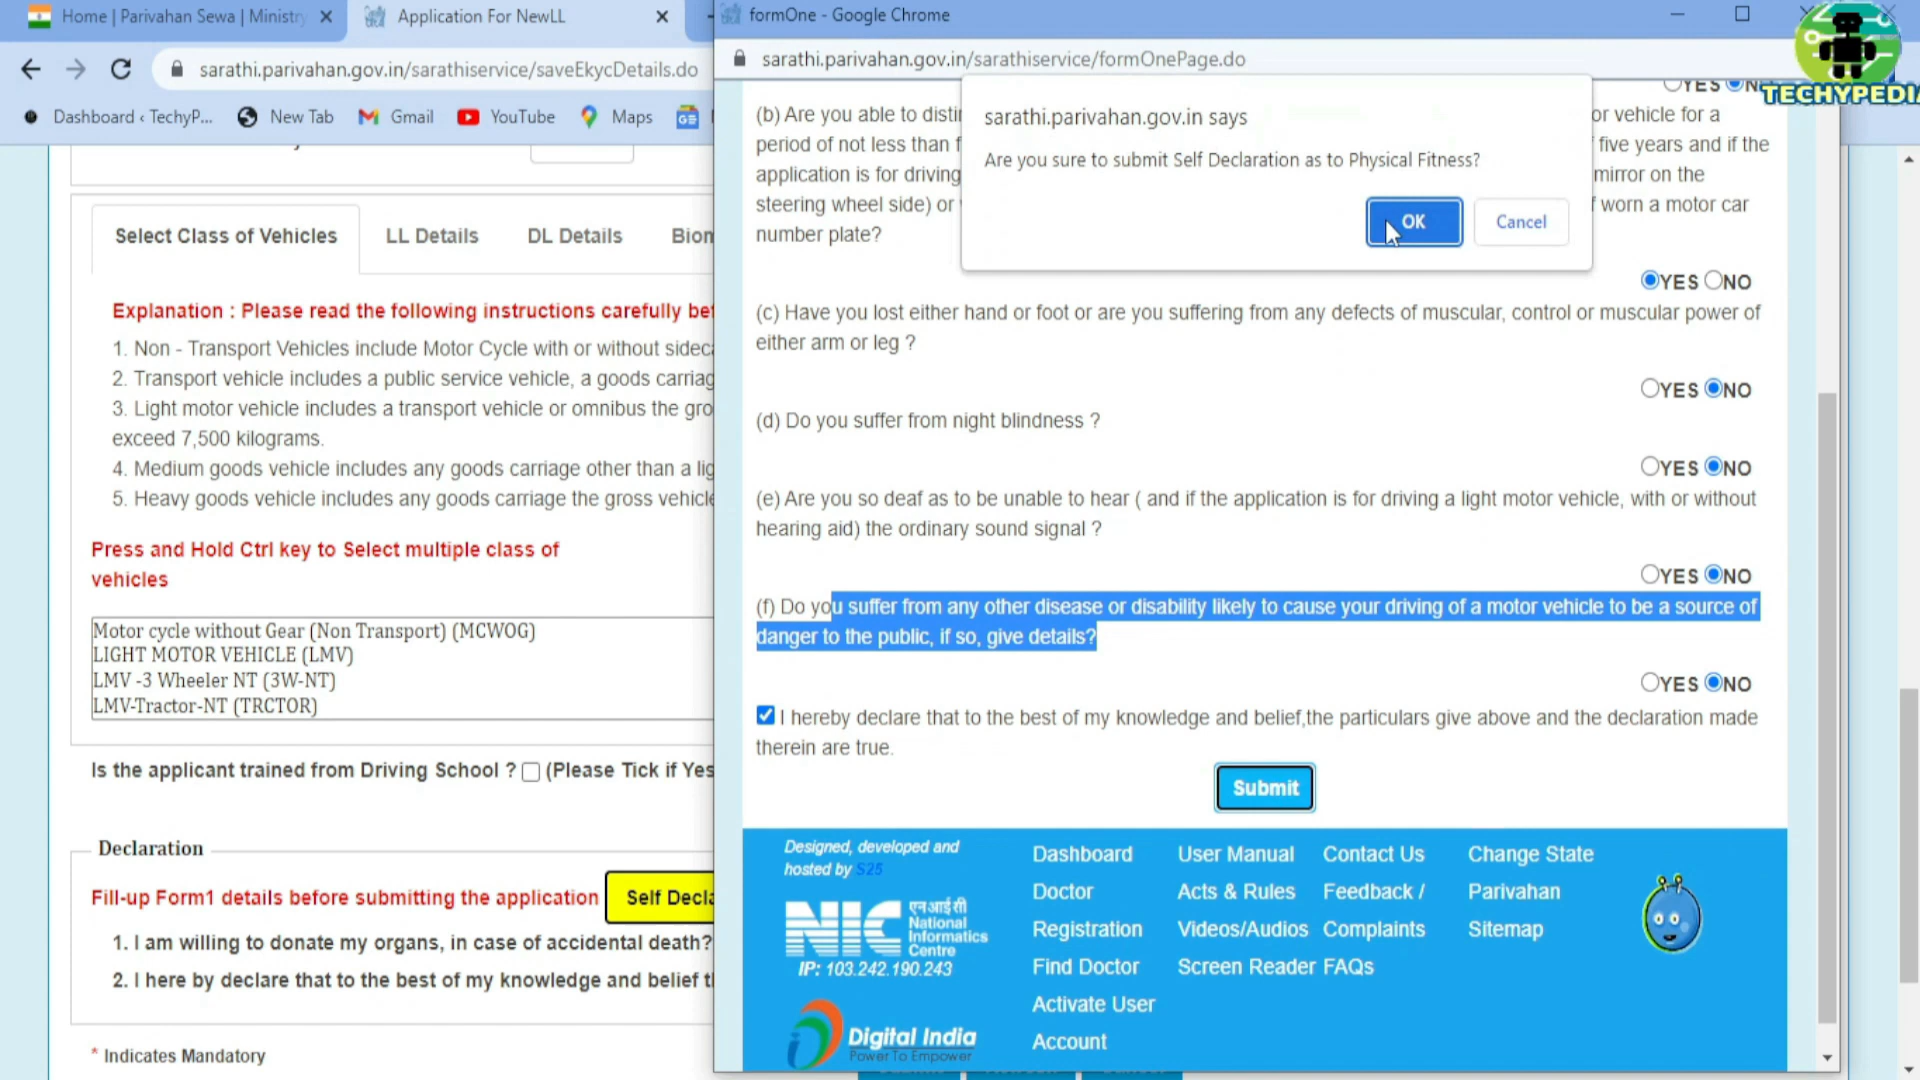 Home | Parivahan Sewa | Ministry
Application For NewLL
formOne - Google Chrome
sarathi.parivahan.gov.in/sarathiservice/saveEkycDetails.do
sarathi.parivahan.gov.in/sarathiservice/formOnePage.do
TECHYPEDIA
Dashboard ‹ TechyP...
New Tab
Gmail
YouTube
Maps
Select Class of Vehicles
LL Details
DL Details
Biom
Explanation : Please read the following instructions carefully bef
1. Non - Transport Vehicles include Motor Cycle with or without sideca
2. Transport vehicle includes a public service vehicle, a goods carriag
3. Light motor vehicle includes a transport vehicle or omnibus the gro
exceed 7,500 kilograms.
4. Medium goods vehicle includes any goods carriage other than a lig
5. Heavy goods vehicle includes any goods carriage the gross vehicle
Press and Hold Ctrl key to Select multiple class of
vehicles
Motor cycle without Gear (Non Transport) (MCWOG)
LIGHT MOTOR VEHICLE (LMV)
LMV -3 Wheeler NT (3W-NT)
LMV-Tractor-NT (TRCTOR)
Is the applicant trained from Driving School ? (Please Tick if Yes
Declaration
Fill-up Form1 details before submitting the application
Self Decla
1. I am willing to donate my organs, in case of accidental death?
2. I here by declare that to the best of my knowledge and belief t
* Indicates Mandatory
YES N
(b) Are you able to distin
or vehicle for a
period of not less than f
five years and if the
application is for driving
mirror on the
steering wheel side) or
f worn a motor car
number plate?
sarathi.parivahan.gov.in says
Are you sure to submit Self Declaration as to Physical Fitness?
OK
Cancel
YES NO
(c) Have you lost either hand or foot or are you suffering from any defects of muscular, control or muscular power of
either arm or leg ?
YES NO
(d) Do you suffer from night blindness ?
YES NO
(e) Are you so deaf as to be unable to hear ( and if the application is for driving a light motor vehicle, with or without
hearing aid) the ordinary sound signal ?
YES NO
(f) Do you suffer from any other disease or disability likely to cause your driving of a motor vehicle to be a source of
danger to the public, if so, give details?
YES NO
I hereby declare that to the best of my knowledge and belief,the particulars give above and the declaration made
therein are true.
Submit
Designed, developed and
hosted by S25
NIC
एन आई सी
National
Informatics
Centre
IP: 103.242.190.243
Digital India
Power To Empower
Dashboard
Doctor
Registration
Find Doctor
Activate User
Account
User Manual
Acts & Rules
Videos/Audios
Screen Reader
Contact Us
Feedback /
Complaints
FAQs
Change State
Parivahan
Sitemap